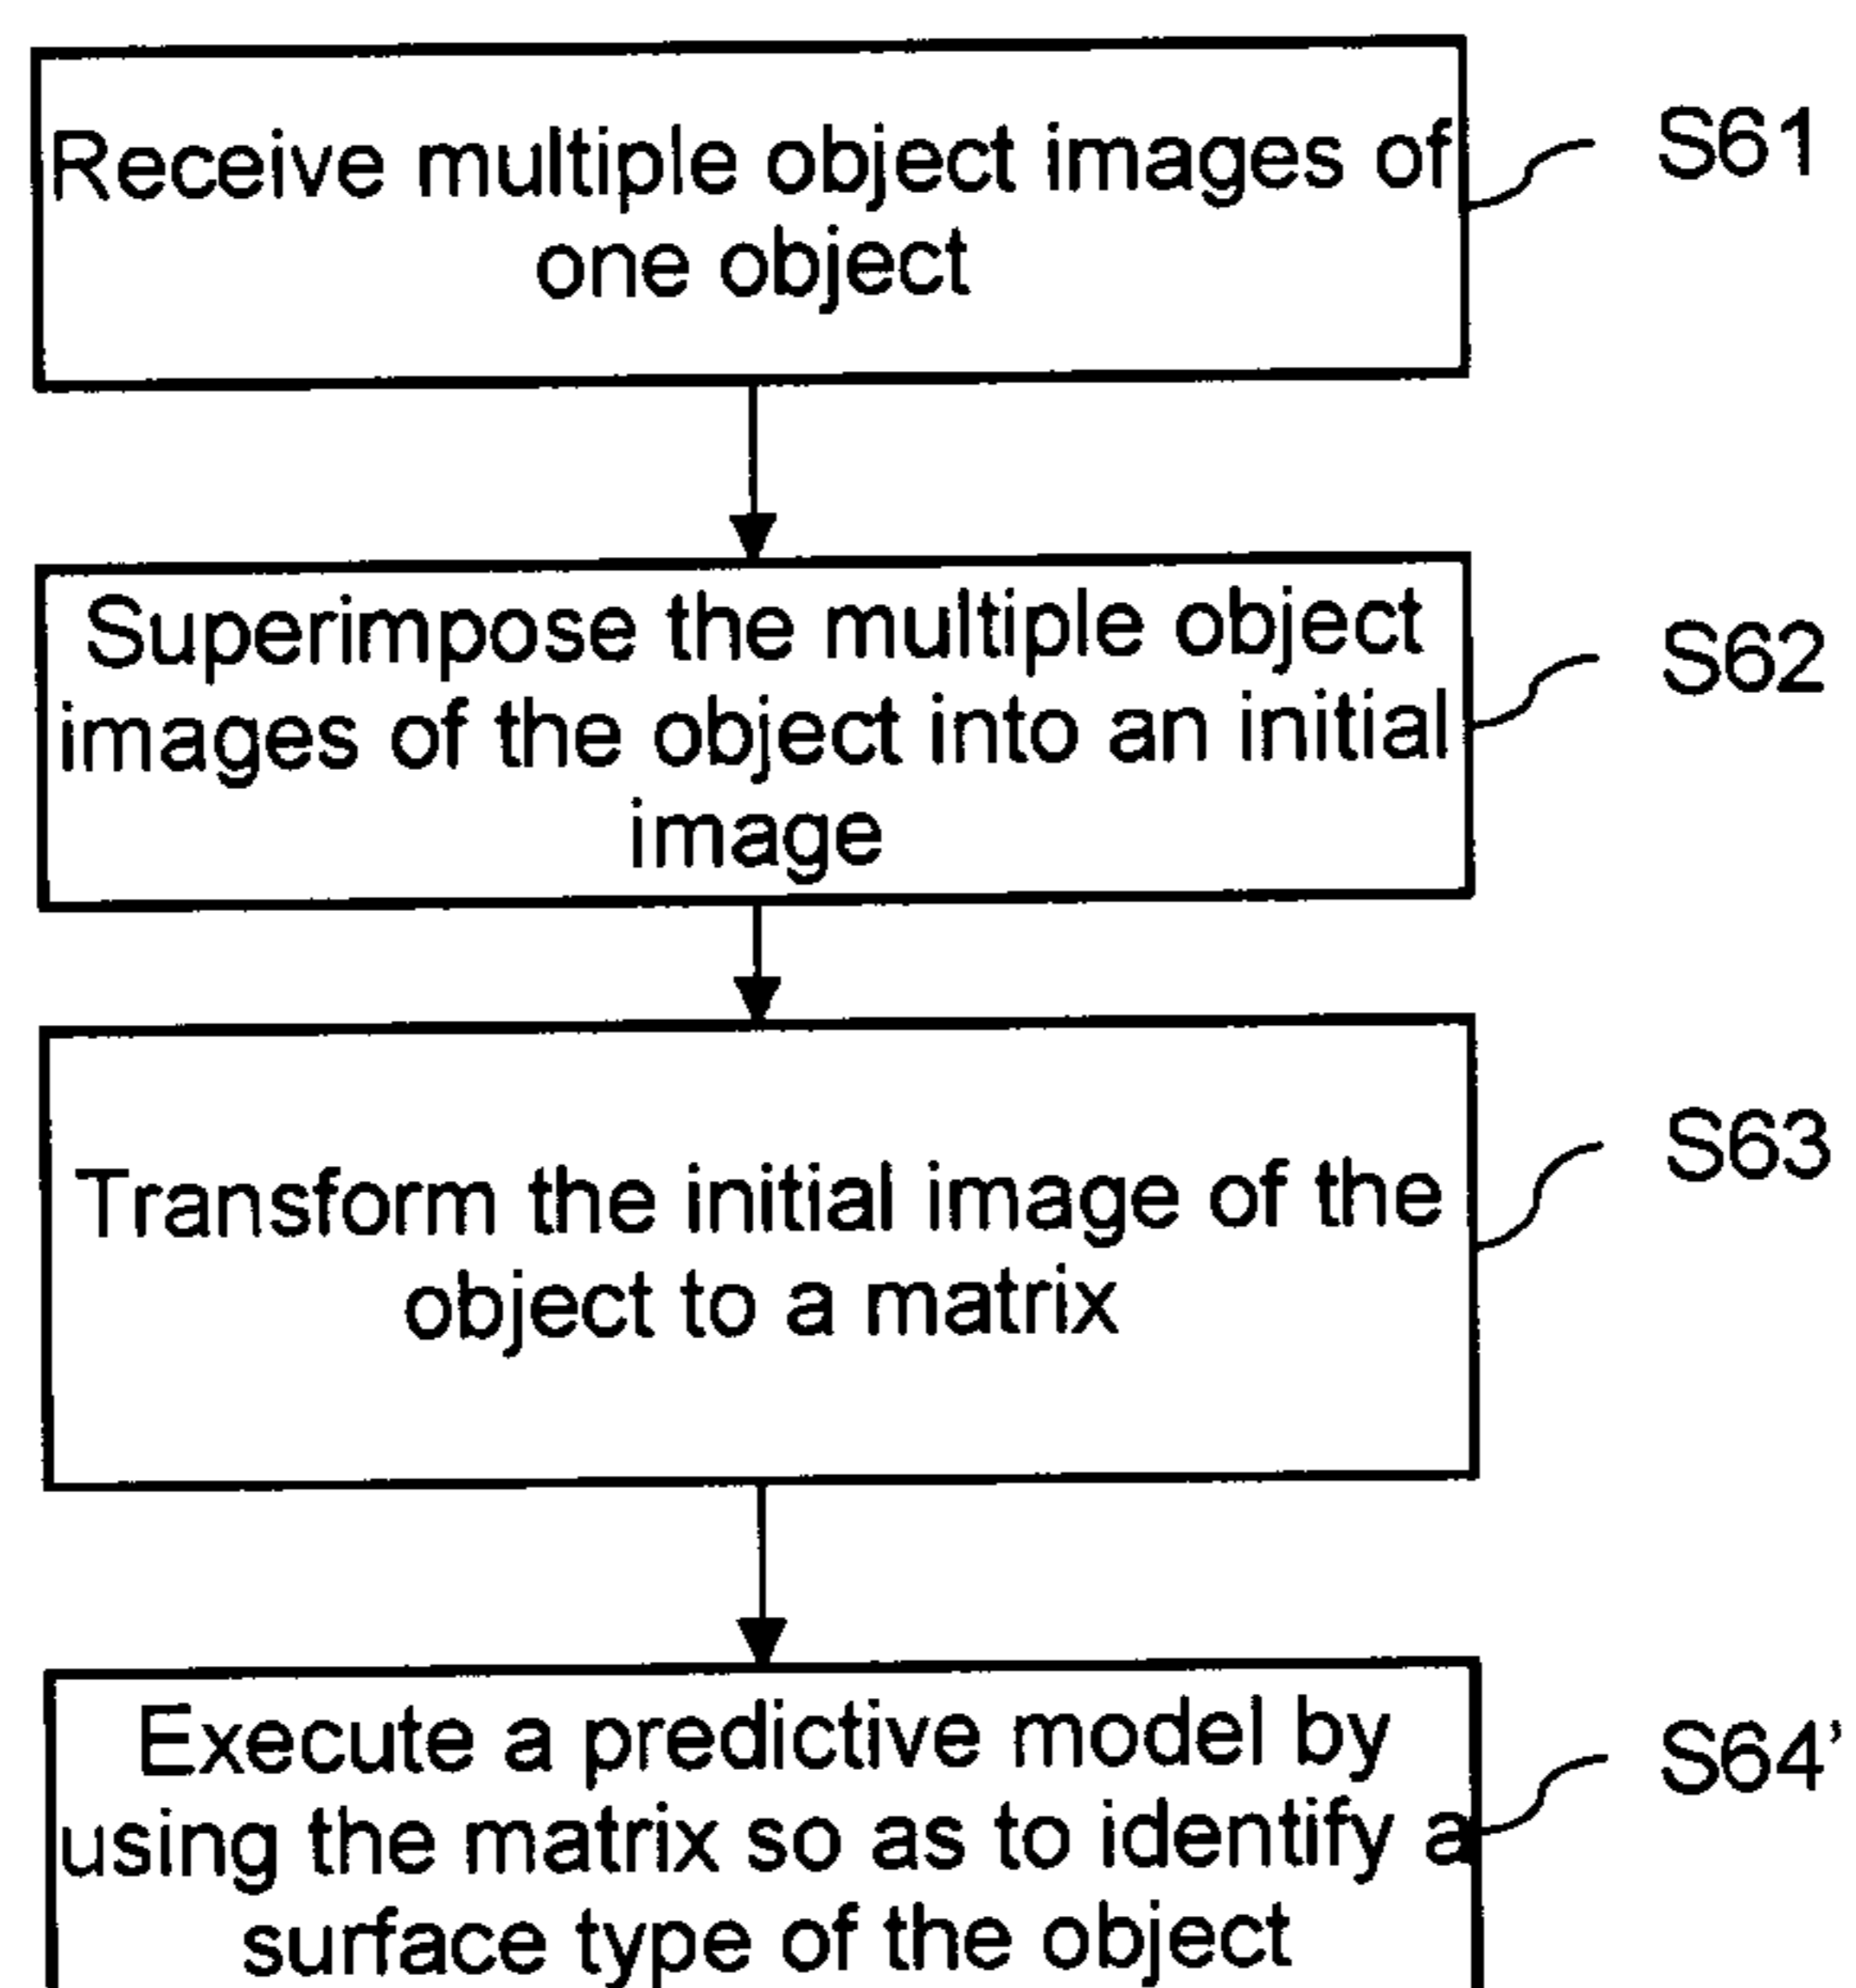 Receive multiple object images of
one object
S61
Superimpose the multiple object
images of the object into an initial
image
S62
Transform the initial image of the
object to a matrix
S63
Execute a predictive model by
using the matrix so as to identify a
surface type of the object
S64’